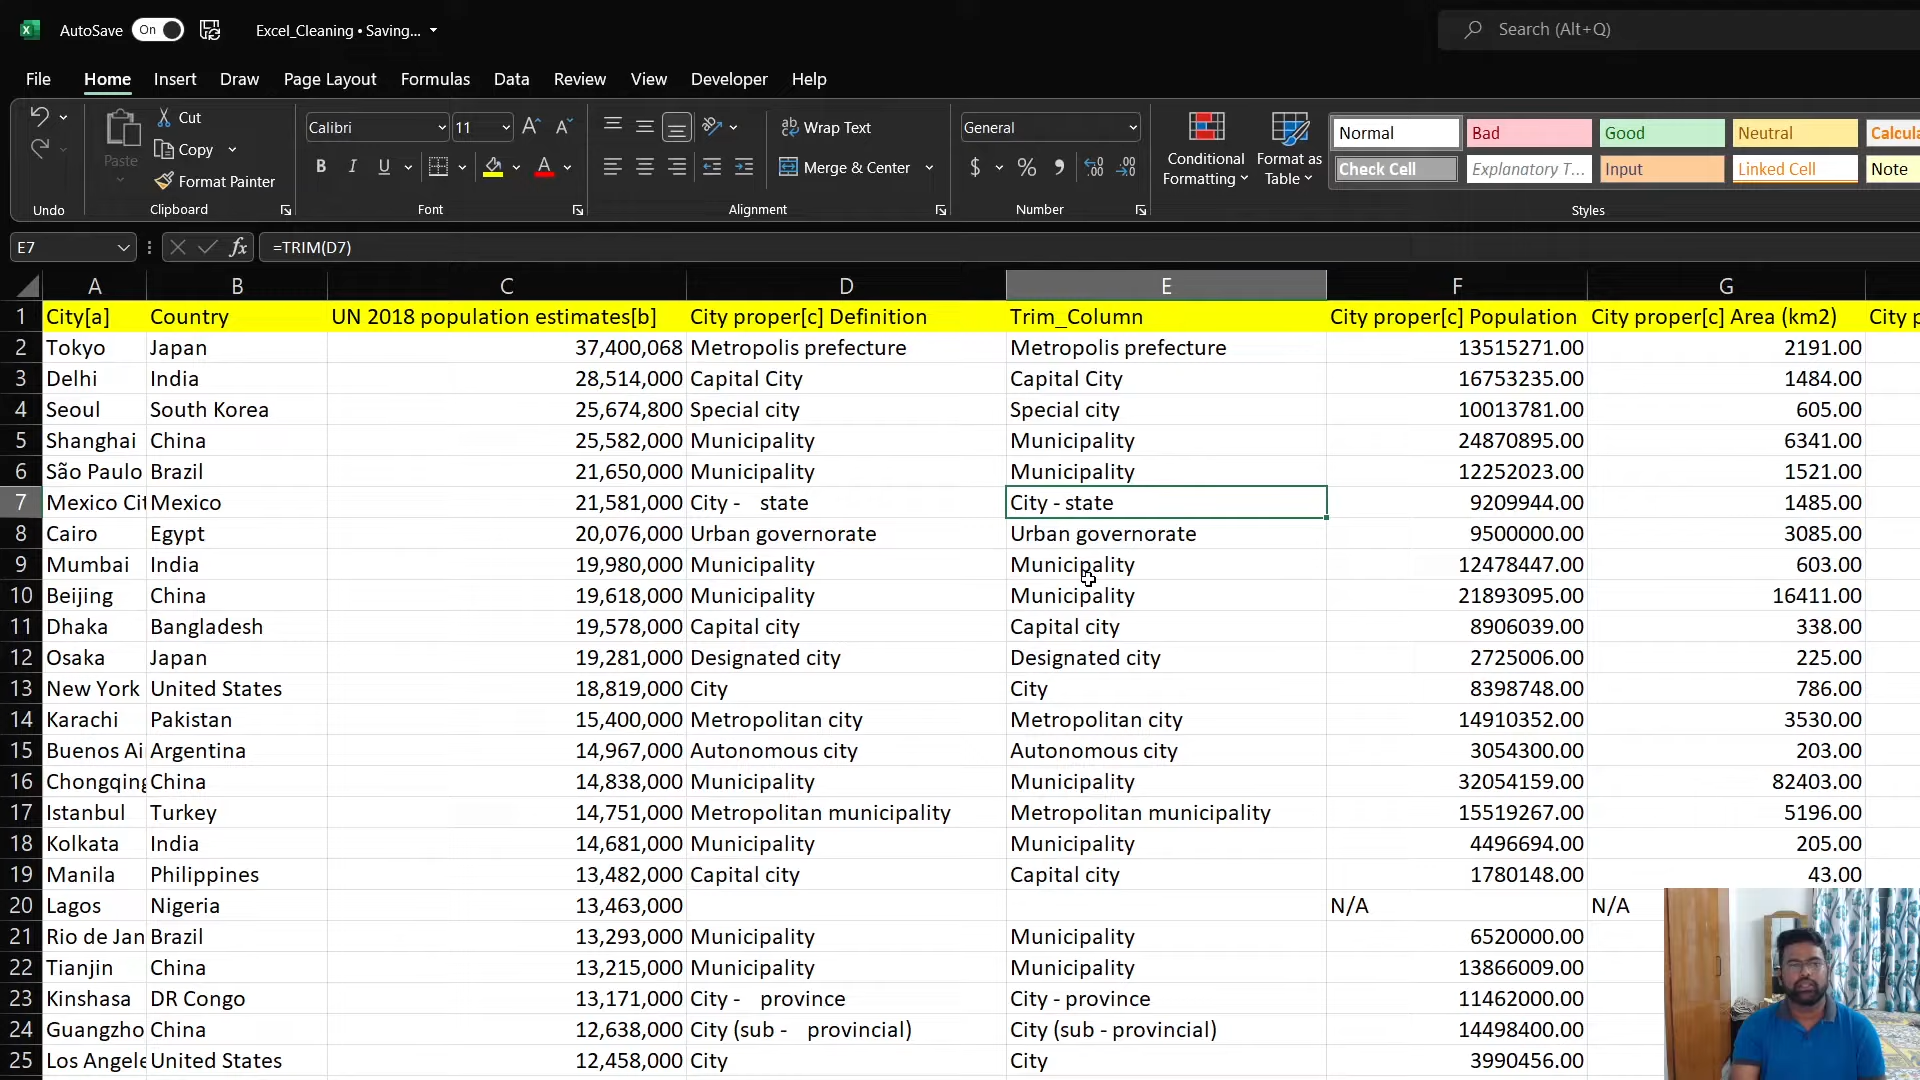 AutoSave On Excel_Cleaning • Saving... Search (Alt+Q)
File Home Insert Draw Page Layout Formulas Data Review View Developer Help
Paste
Cut
Copy
Format Painter
Calibri 11
B I U A
ab Wrap Text
Merge & Center
General
$ %
Conditional Formatting
Format as Table
Normal Bad Good Neutral Calcula
Check Cell Explanatory T... Input Linked Cell Note
Undo Clipboard Font Alignment Number Styles
E7 fx =TRIM(D7)
A B C D E F G
1 City[a] Country UN 2018 population estimates[b] City proper[c] Definition Trim_Column City proper[c] Population City proper[c] Area (km2) City p
2 Tokyo Japan 37,400,068 Metropolis prefecture Metropolis prefecture 13515271.00 2191.00
3 Delhi India 28,514,000 Capital City Capital City 16753235.00 1484.00
4 Seoul South Korea 25,674,800 Special city Special city 10013781.00 605.00
5 Shanghai China 25,582,000 Municipality Municipality 24870895.00 6341.00
6 São Paulo Brazil 21,650,000 Municipality Municipality 12252023.00 1521.00
7 Mexico Cit Mexico 21,581,000 City -    state City - state 9209944.00 1485.00
8 Cairo Egypt 20,076,000 Urban governorate Urban governorate 9500000.00 3085.00
9 Mumbai India 19,980,000 Municipality Municipality 12478447.00 603.00
10 Beijing China 19,618,000 Municipality Municipality 21893095.00 16411.00
11 Dhaka Bangladesh 19,578,000 Capital city Capital city 8906039.00 338.00
12 Osaka Japan 19,281,000 Designated city Designated city 2725006.00 225.00
13 New York United States 18,819,000 City City 8398748.00 786.00
14 Karachi Pakistan 15,400,000 Metropolitan city Metropolitan city 14910352.00 3530.00
15 Buenos Ai Argentina 14,967,000 Autonomous city Autonomous city 3054300.00 203.00
16 Chongqing China 14,838,000 Municipality Municipality 32054159.00 82403.00
17 Istanbul Turkey 14,751,000 Metropolitan municipality Metropolitan municipality 15519267.00 5196.00
18 Kolkata India 14,681,000 Municipality Municipality 4496694.00 205.00
19 Manila Philippines 13,482,000 Capital city Capital city 1780148.00 43.00
20 Lagos Nigeria 13,463,000 N/A N/A
21 Rio de Jan Brazil 13,293,000 Municipality Municipality 6520000.00
22 Tianjin China 13,215,000 Municipality Municipality 13866009.00
23 Kinshasa DR Congo 13,171,000 City -    province City - province 11462000.00
24 Guangzho China 12,638,000 City (sub -    provincial) City (sub - provincial) 14498400.00
25 Los Angele United States 12,458,000 City City 3990456.00